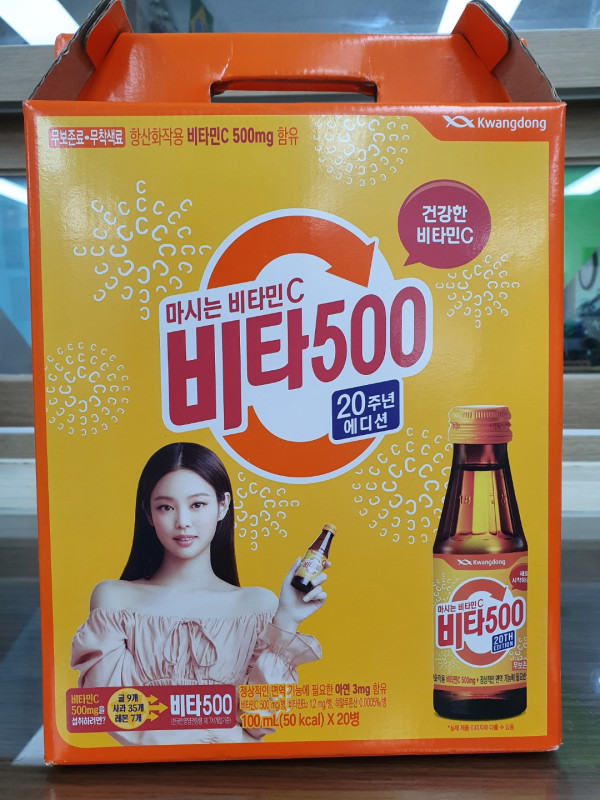 무보존료•무착색료 항산화작용 비타민C 500mg 함유
Kwangdong
건강한
비타민C
마시는 비타민C
비타500
20주년
에디션
Kwangdong
마시는 비타민C
비타500
20TH
EDITION
비타민C
500mg을
섭취하려면?
귤 9개
사과 35개
레몬 7개
비타500
정상적인 면역 기능에 필요한 아연 3mg 함유
100mL(50 kcal) X 20병